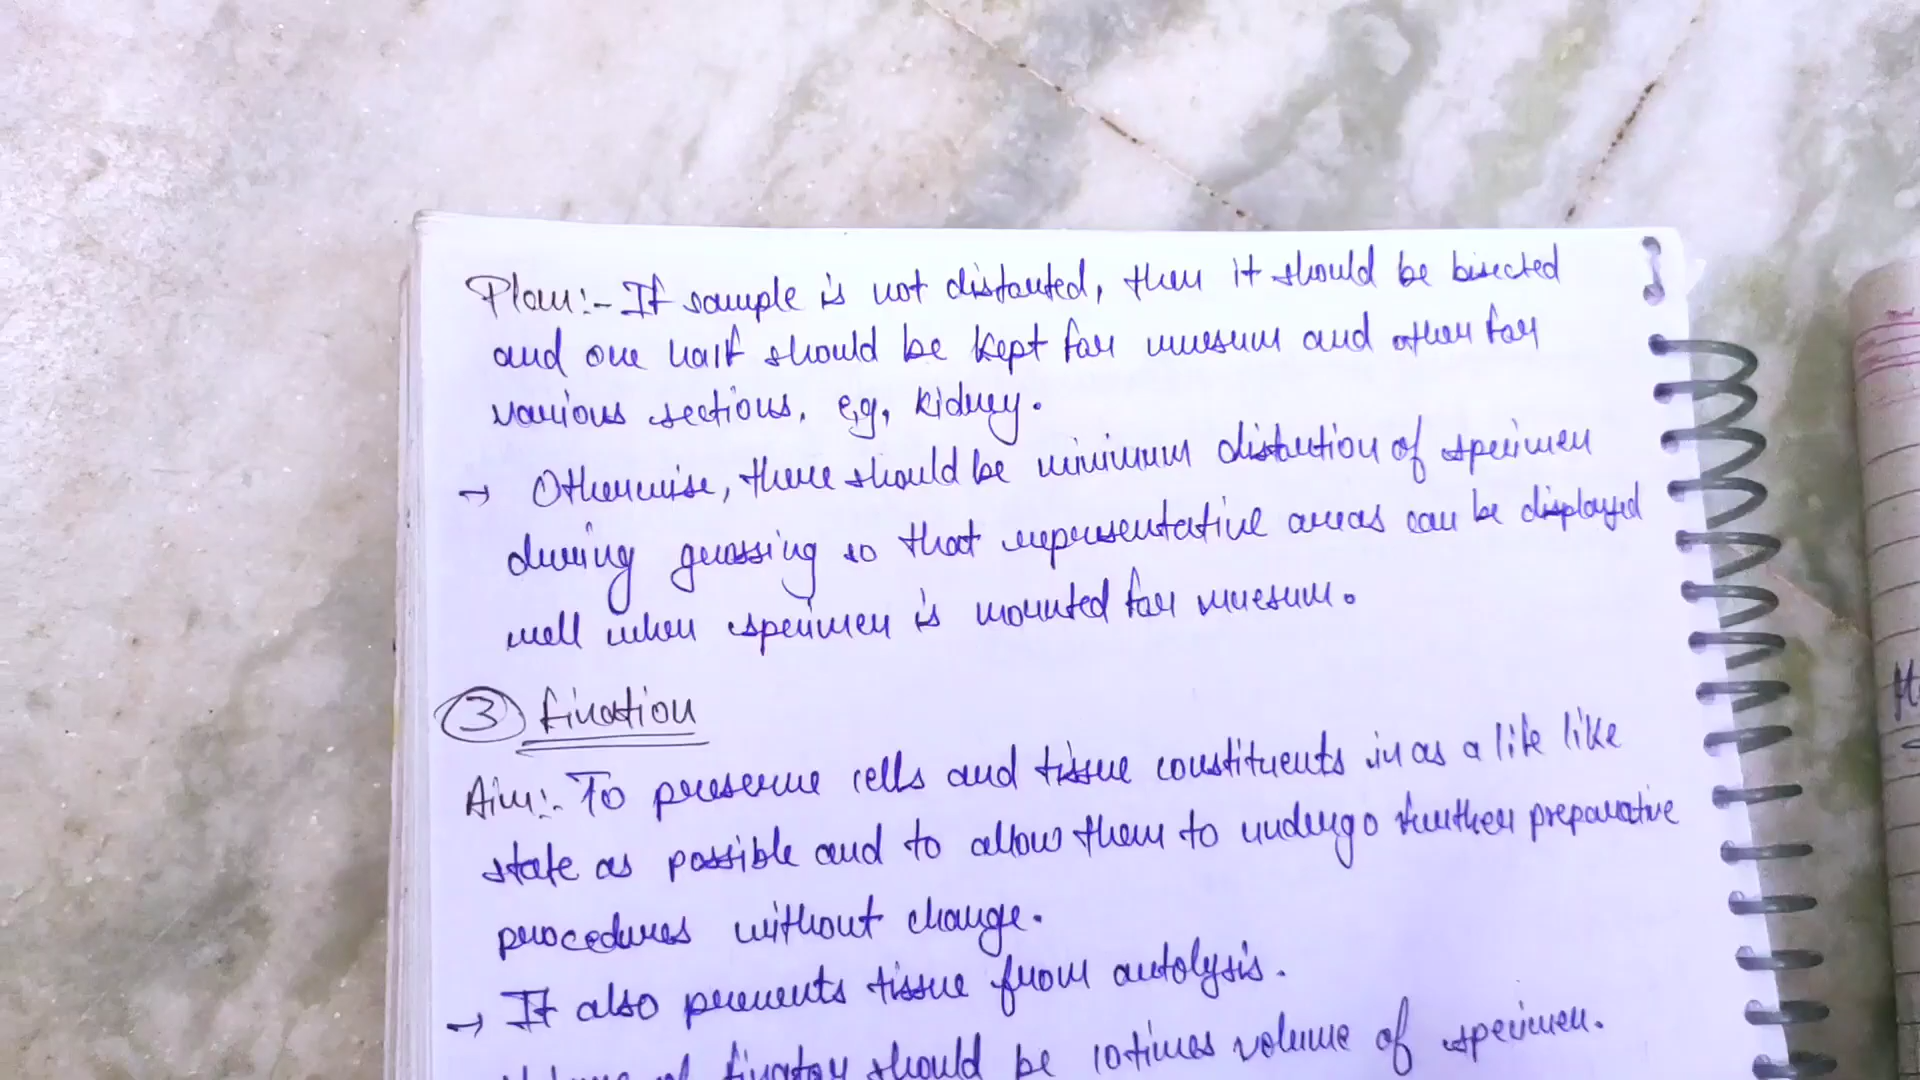 Plan:- If sample is not distorted, then it should be bisected
and one half should be kept for museum and other for
various sections. e.g, kidney.
→ Otherwise, there should be minimum distortion of specimen
during grossing so that representative areas can be displayed
well when specimen is mounted for museum.
③ Fixation
Aim:- To preserve cells and tissue constituents in as a life like
state as possible and to allow them to undergo further preparative
procedures without change.
→ It also prevents tissue from autolysis.
of fixator should be 10 times volume of specimen.